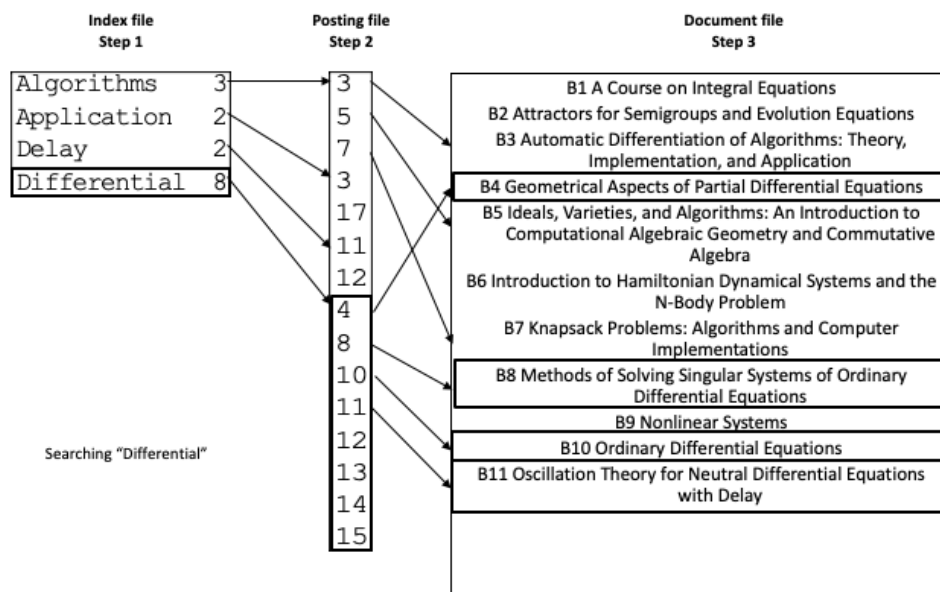 Index file
Step 1
Posting file
Step 2
Document file
Step 3
Algorithms 3
Application 2
Delay 2
Differential 8
3
5
7
3
17
11
12
4
8
10
11
12
13
14
15
B1 A Course on Integral Equations
B2 Attractors for Semigroups and Evolution Equations
B3 Automatic Differentiation of Algorithms: Theory,
Implementation, and Application
B4 Geometrical Aspects of Partial Differential Equations
B5 Ideals, Varieties, and Algorithms: An Introduction to
Computational Algebraic Geometry and Commutative
Algebra
B6 Introduction to Hamiltonian Dynamical Systems and the
N-Body Problem
B7 Knapsack Problems: Algorithms and Computer
Implementations
B8 Methods of Solving Singular Systems of Ordinary
Differential Equations
B9 Nonlinear Systems
B10 Ordinary Differential Equations
B11 Oscillation Theory for Neutral Differential Equations
with Delay
Searching “Differential”